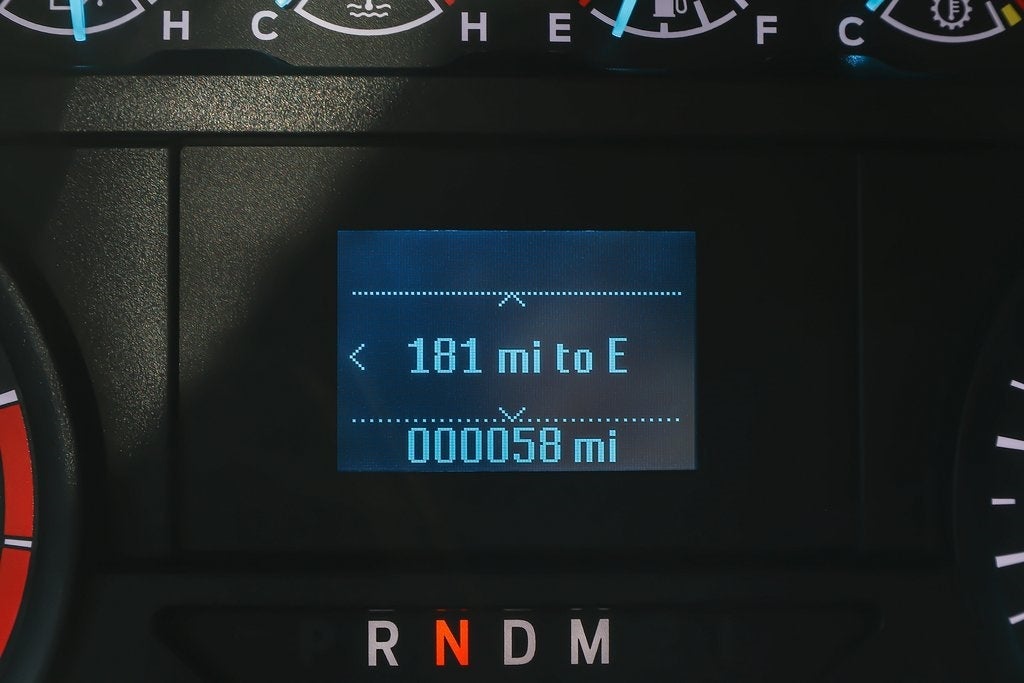 H C H E F C
181 mi to E
000058 mi
R N D M